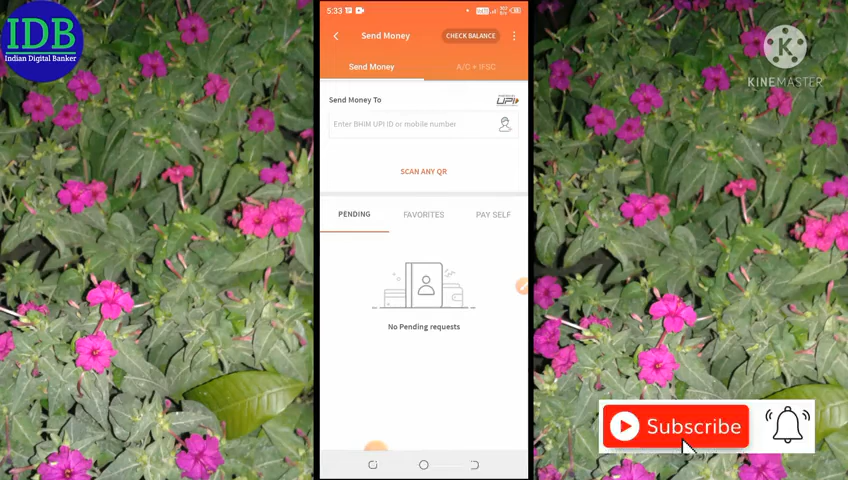 IDB
Indian Digital Banker
5:33
Send Money
CHECK BALANCE
Send Money
A/C + IFSC
Send Money To
UPI
Enter BHIM UPI ID or mobile number
SCAN ANY QR
PENDING
FAVORITES
PAY SELF
No Pending requests
K
KINEMASTER
Subscribe